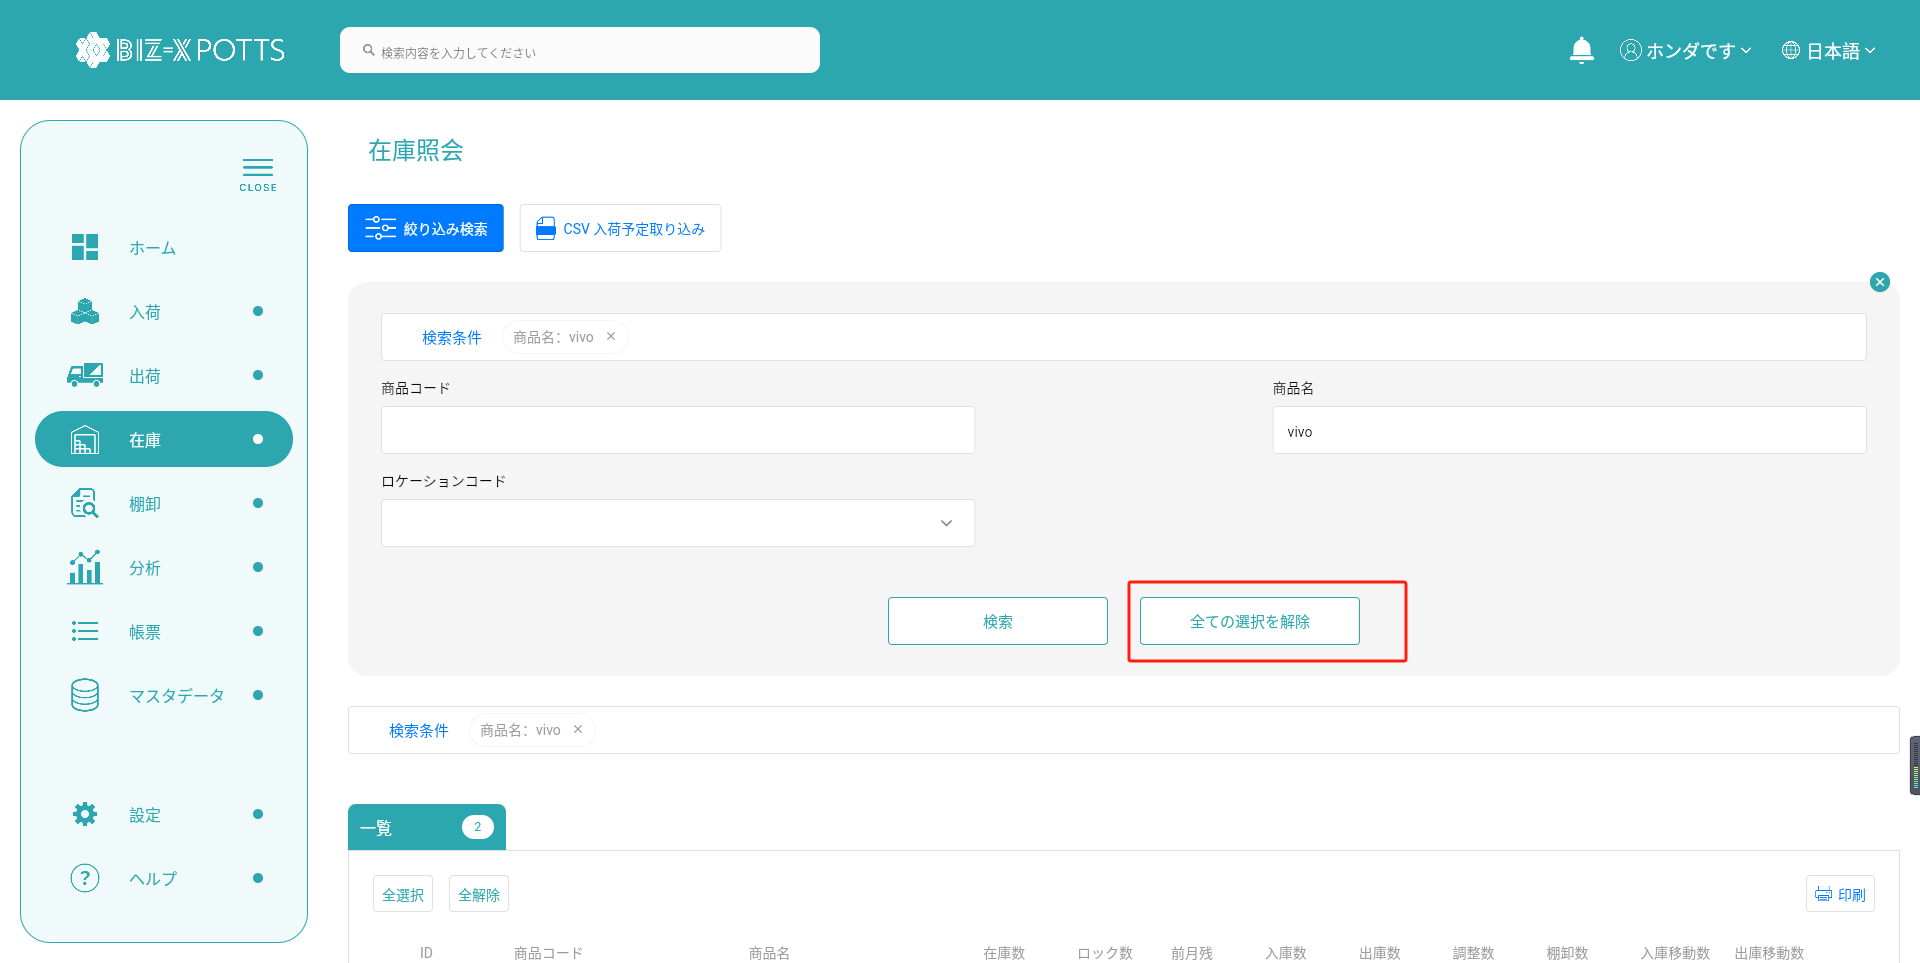 BIZ-X POTTS
検索内容を入力してください
ホンダです
日本語
CLOSE
ホーム
入荷
出荷
在庫
棚卸
分析
帳票
マスタデータ
設定
ヘルプ
在庫照会
絞り込み検索
CSV 入荷予定取り込み
検索条件 商品名：vivo ✕
商品コード
商品名
vivo
ロケーションコード
検索
全ての選択を解除
検索条件 商品名：vivo ✕
一覧 2
全選択 全解除
印刷
ID 商品コード 商品名 在庫数 ロック数 前月残 入庫数 出庫数 調整数 棚卸数 入庫移動数 出庫移動数